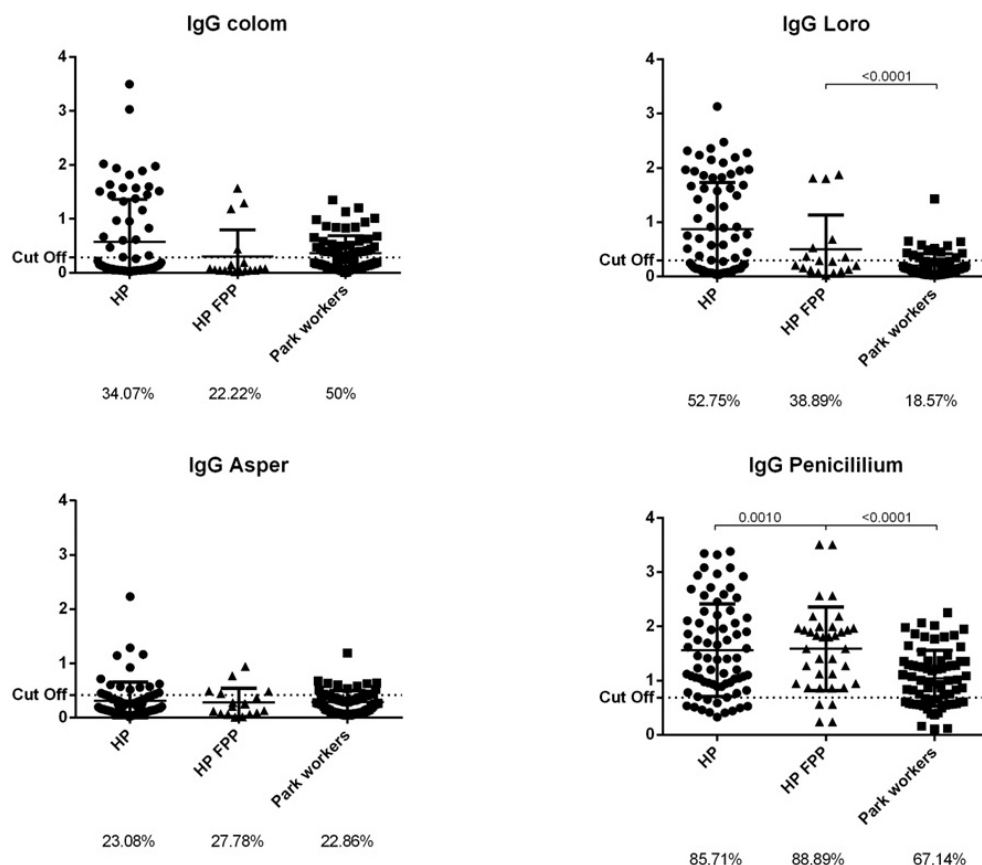 IgG colom
4
3
2
1
Cut Off
0
HP
HP FPP
Park workers
34.07% 22.22% 50%
IgG Loro
<0.0001
4
3
2
1
Cut Off
0
HP
HP FPP
Park workers
52.75% 38.89% 18.57%
IgG Asper
4
3
2
1
Cut Off
0
HP
HP FPP
Park workers
23.08% 27.78% 22.86%
IgG Penicililium
0.0010 <0.0001
4
3
2
1
Cut Off
0
HP
HP FPP
Park workers
85.71% 88.89% 67.14%